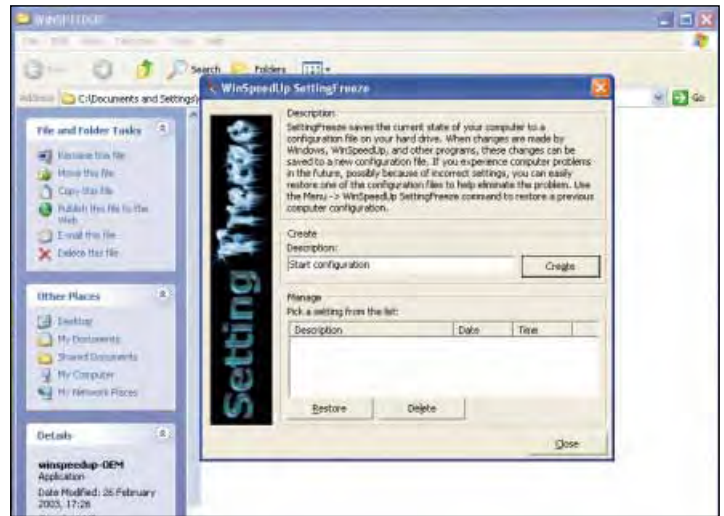 WINSPEEDUP
File Edit View Favorites Tools Help
Search Folders
Address C:\Documents and Settings\
Go
File and Folder Tasks
Rename this file
Move this file
Copy this file
Publish this file to the
Web
E-mail this file
Delete this file
Other Places
Desktop
My Documents
Shared Documents
My Computer
My Network Places
Details
winspeedup-OEM
Application
Date Modified: 26 February
2003, 17:26
WinSpeedUp SettingFreeze
Setting Freeze
Description
SettingFreeze saves the current state of your computer to a
configuration file on your hard drive. When changes are made by
Windows, WinSpeedUp, and other programs, these changes can be
saved to a new configuration file. If you experience computer problems
in the future, possibly because of incorrect settings, you can easily
restore one of the configuration files to help eliminate the problem. Use
the Menu -> WinSpeedUp SettingFreeze command to restore a previous
computer configuration.
Create
Description:
Start configuration
Create
Manage
Pick a setting from the list:
Description Date Time
Restore Delete
Close